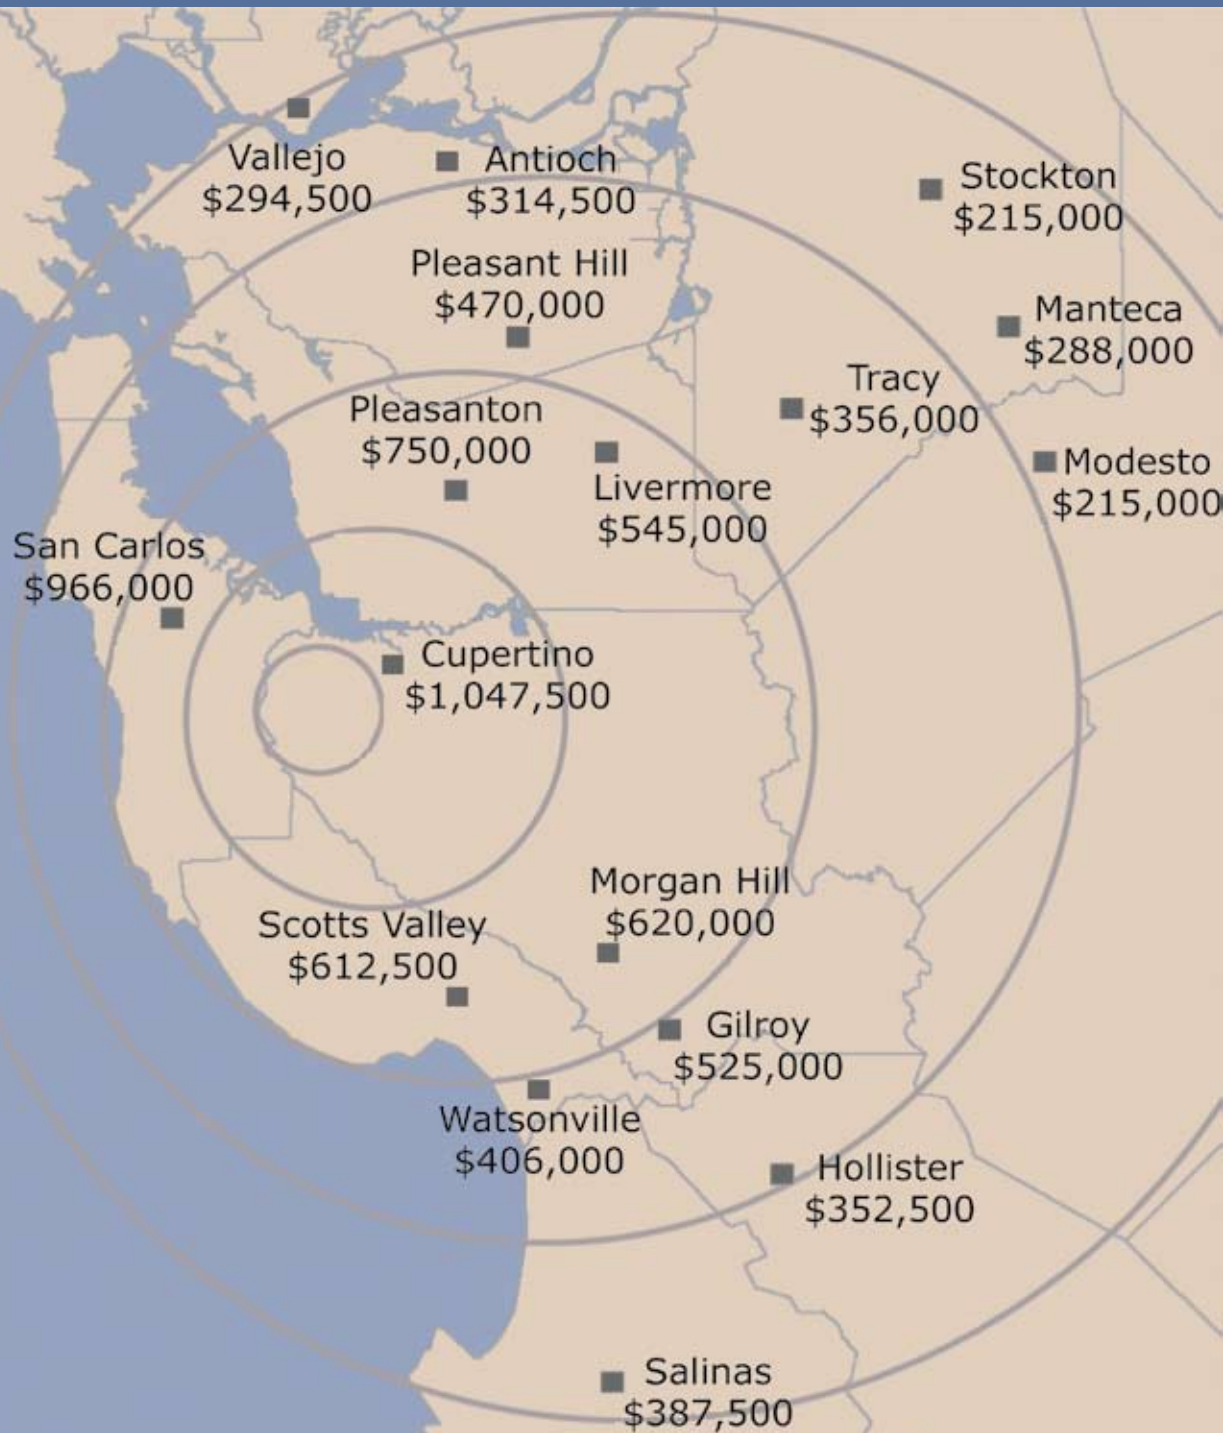 Vallejo
$294,500
Antioch
$314,500
Stockton
$215,000
Pleasant Hill
$470,000
Manteca
$288,000
Tracy
$356,000
Pleasanton
$750,000
Livermore
$545,000
Modesto
$215,000
San Carlos
$966,000
Cupertino
$1,047,500
Morgan Hill
$620,000
Scotts Valley
$612,500
Gilroy
$525,000
Watsonville
$406,000
Hollister
$352,500
Salinas
$387,500